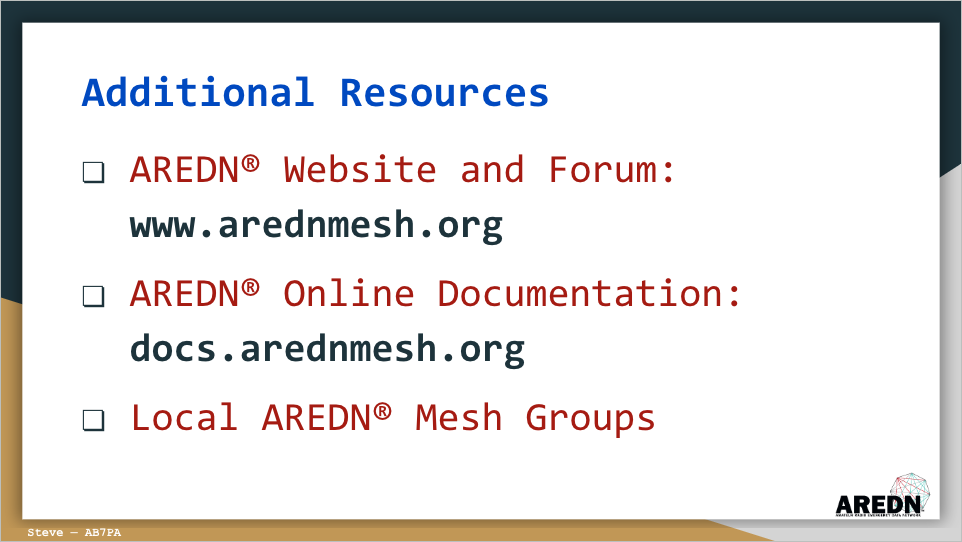 Additional Resources
❑ AREDN® Website and Forum:
www.arednmesh.org
❑ AREDN® Online Documentation:
docs.arednmesh.org
❑ Local AREDN® Mesh Groups
AREDN
AMATEUR RADIO EMERGENCY DATA NETWORK
Steve — AB7PA